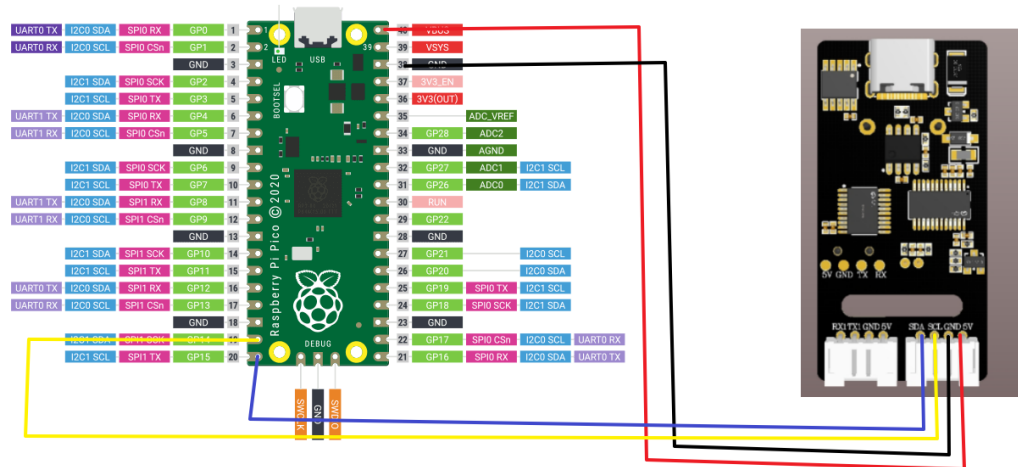 UART0 TX I2C0 SDA SPI0 RX GP0 1 1
UART0 RX I2C0 SCL SPI0 CSn GP1 2 2
GND 3
I2C1 SDA SPI0 SCK GP2 4
I2C1 SCL SPI0 TX GP3 5
UART1 TX I2C0 SDA SPI0 RX GP4 6
UART1 RX I2C0 SCL SPI0 CSn GP5 7
GND 8
I2C1 SDA SPI0 SCK GP6 9
I2C1 SCL SPI0 TX GP7 10
UART1 TX I2C0 SDA SPI1 RX GP8 11
UART1 RX I2C0 SCL SPI1 CSn GP9 12
GND 13
I2C1 SDA SPI1 SCK GP10 14
I2C1 SCL SPI1 TX GP11 15
UART0 TX I2C0 SDA SPI1 RX GP12 16
UART0 RX I2C0 SCL SPI1 CSn GP13 17
GND 18
I2C1 SDA SPI1 SCK GP14 19
I2C1 SCL SPI1 TX GP15 20
LED
USB
BOOTSEL
Raspberry Pi Pico © 2020
DEBUG
SWCLK
GND
SWDIO
40 VBUS
39 39 VSYS
38 GND
37 3V3_EN
36 3V3(OUT)
35 ADC_VREF
34 GP28 ADC2
33 GND AGND
32 GP27 ADC1 I2C1 SCL
31 GP26 ADC0 I2C1 SDA
30 RUN
29 GP22
28 GND
27 GP21 I2C0 SCL
26 GP20 I2C0 SDA
25 GP19 SPI0 TX I2C1 SCL
24 GP18 SPI0 SCK I2C1 SDA
23 GND
22 GP17 SPI0 CSn I2C0 SCL UART0 RX
21 GP16 SPI0 RX I2C0 SDA UART0 TX
5V GND TX RX
RX1 TX1 GND 5V SDA SCL GND 5V